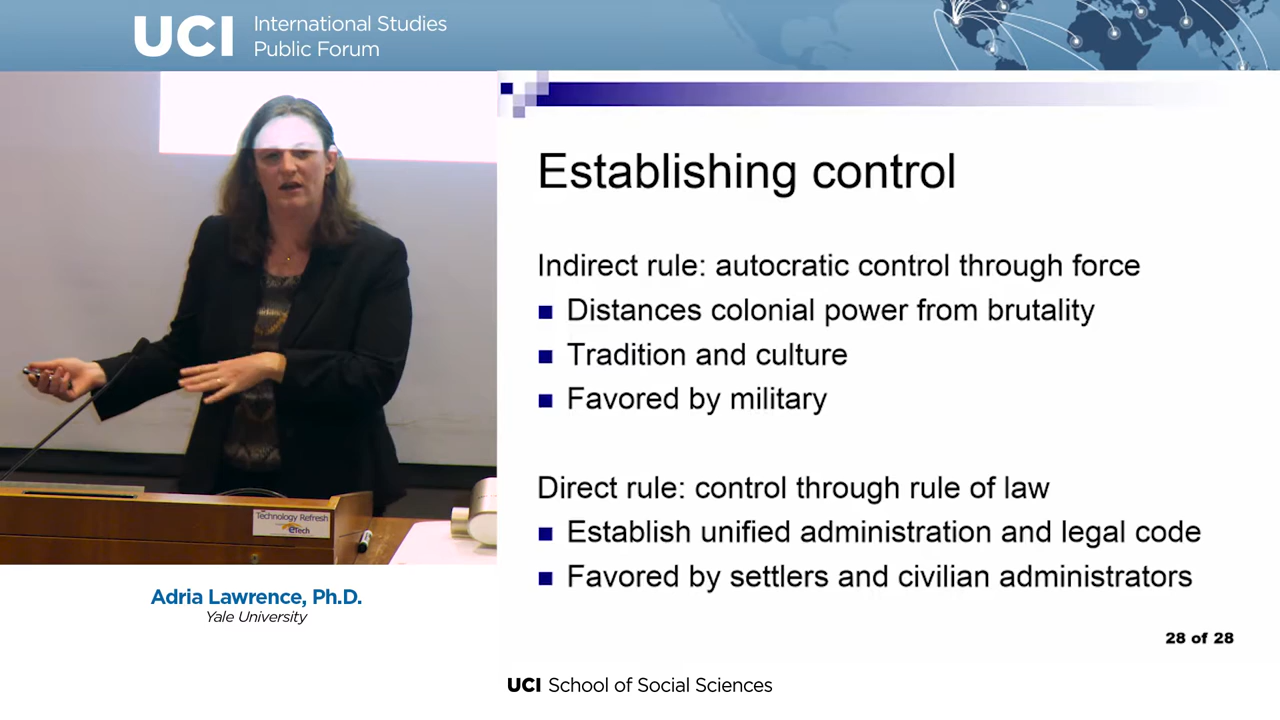 UCI International Studies
Public Forum
Establishing control
Indirect rule: autocratic control through force
Distances colonial power from brutality
Tradition and culture
Favored by military
Direct rule: control through rule of law
Establish unified administration and legal code
Favored by settlers and civilian administrators
28 of 28
Technology Refresh
eTech
Adria Lawrence, Ph.D.
Yale University
UCI School of Social Sciences